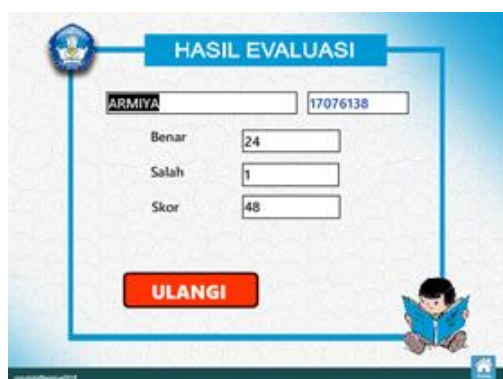 HASIL EVALUASI
ARMIYA 17076138
Benar 24
Salah 1
Skor 48
ULANGI